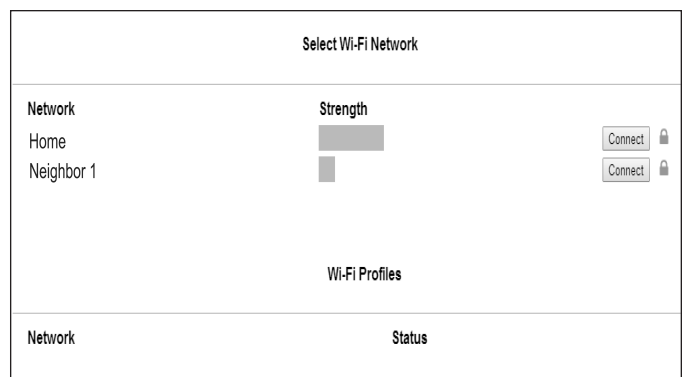 Select Wi-Fi Network
Network Strength
Home Connect
Neighbor 1 Connect
Wi-Fi Profiles
Network Status